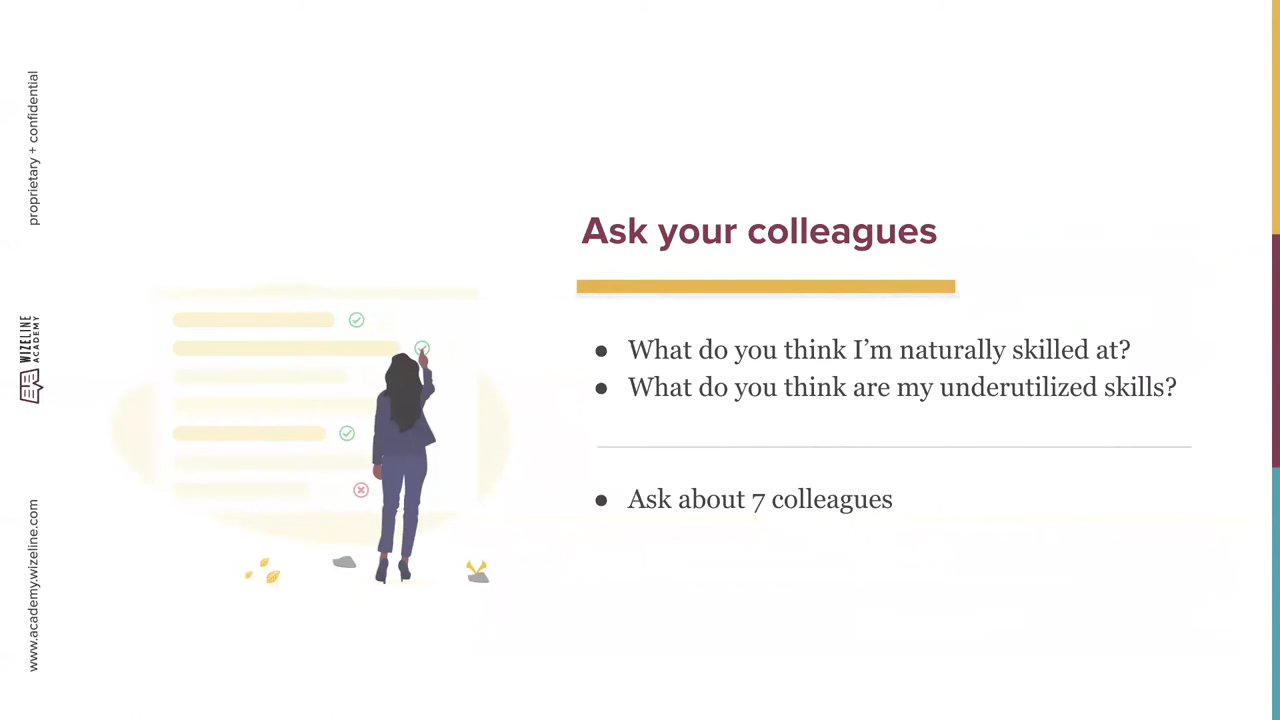 proprietary + confidential
WIZELINE
ACADEMY
www.academy.wizeline.com
Ask your colleagues
● What do you think I’m naturally skilled at?
● What do you think are my underutilized skills?
● Ask about 7 colleagues